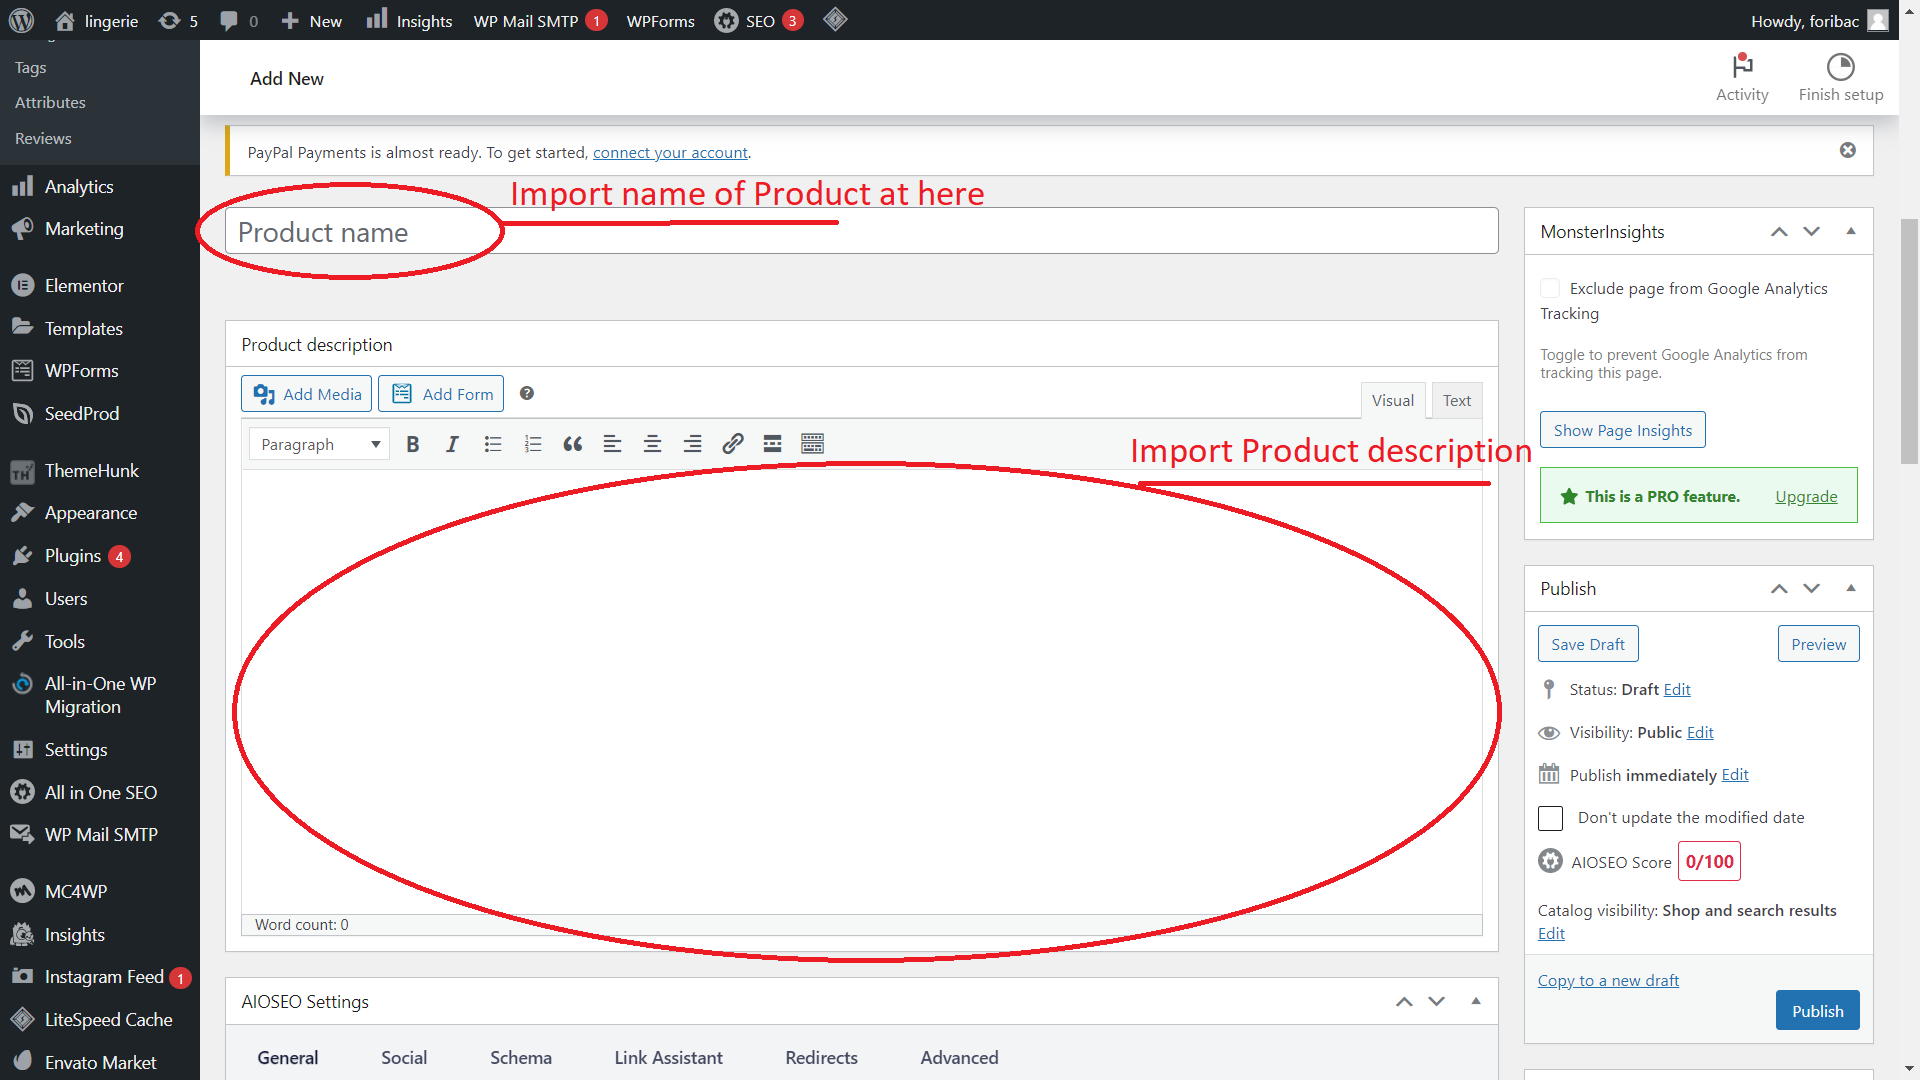 lingerie 5 0 New Insights WP Mail SMTP 1 WPForms SEO 3 Howdy, foribac
Tags
Attributes
Reviews
Analytics
Marketing
Elementor
Templates
WPForms
SeedProd
ThemeHunk
Appearance
Plugins 4
Users
Tools
All-in-One WP
Migration
Settings
All in One SEO
WP Mail SMTP
MC4WP
Insights
Instagram Feed 1
LiteSpeed Cache
Envato Market
Add New
Activity Finish setup
PayPal Payments is almost ready. To get started, connect your account.
Import name of Product at here
Product name
Product description
Add Media Add Form
Visual Text
Paragraph
Import Product description
Word count: 0
AIOSEO Settings
General Social Schema Link Assistant Redirects Advanced
MonsterInsights
Exclude page from Google Analytics
Tracking
Toggle to prevent Google Analytics from
tracking this page.
Show Page Insights
This is a PRO feature. Upgrade
Publish
Save Draft Preview
Status: Draft Edit
Visibility: Public Edit
Publish immediately Edit
Don't update the modified date
AIOSEO Score 0/100
Catalog visibility: Shop and search results
Edit
Copy to a new draft
Publish